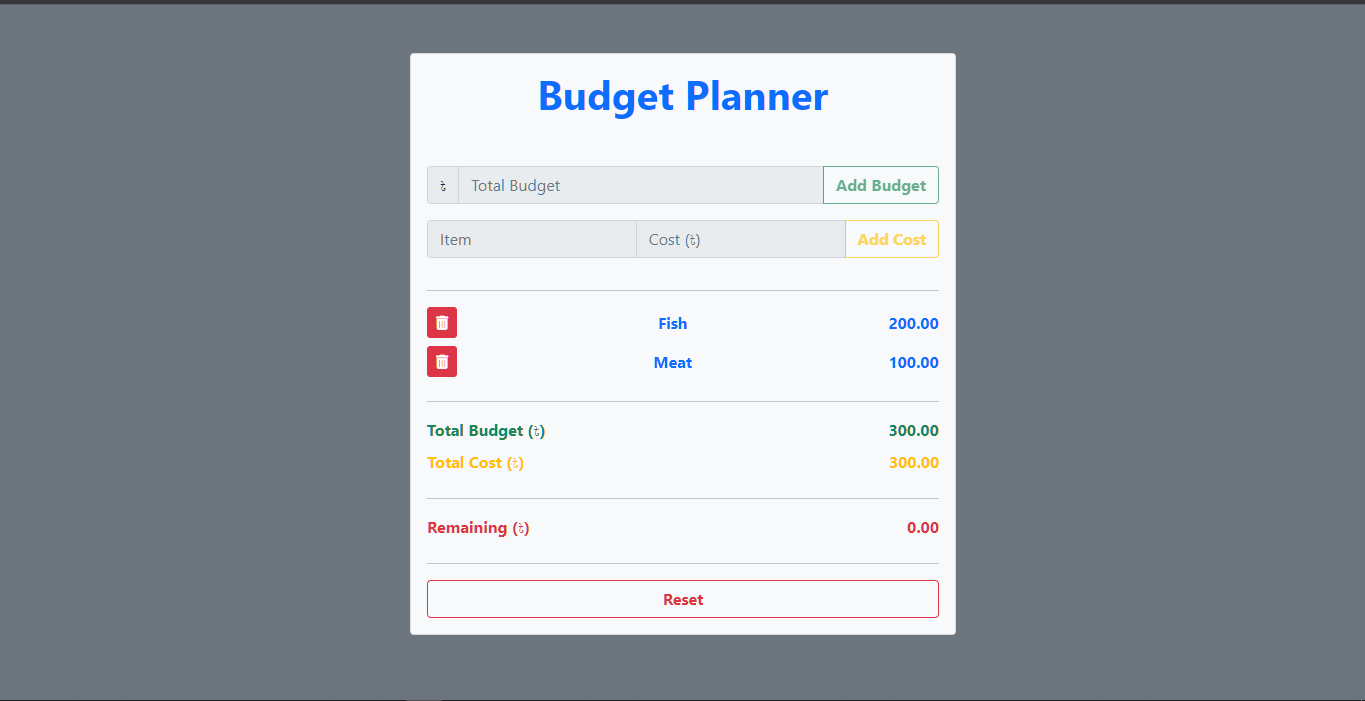 Budget Planner
৳ Total Budget Add Budget
Item Cost (৳) Add Cost
Fish 200.00
Meat 100.00
Total Budget (৳) 300.00
Total Cost (৳) 300.00
Remaining (৳) 0.00
Reset